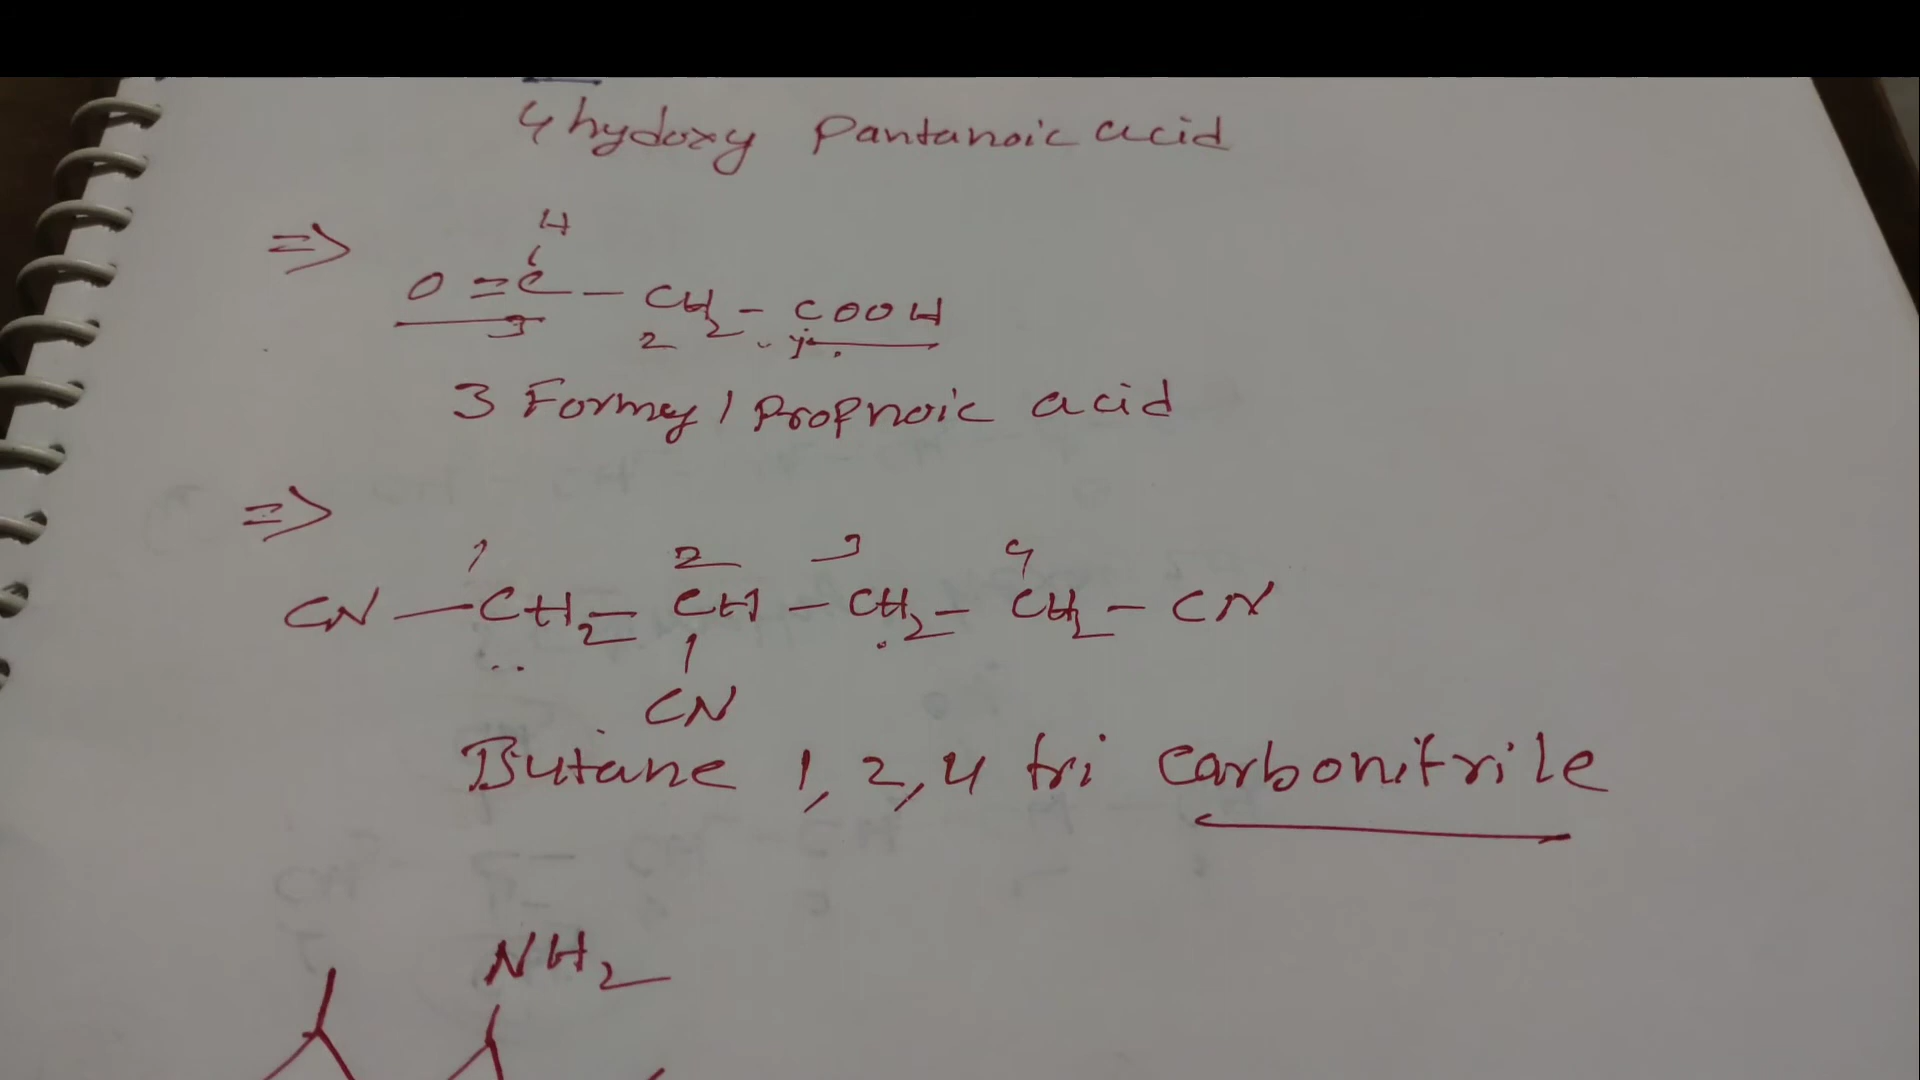 4 hydoxy Pantanoic acid
H
⇒ O = C - CH2 - COOH
3 2 1
3 Formyl Propnoic acid
⇒
1 2 3 4
CN - CH2 - CH - CH2 - CH2 - CN
CN
Butane 1, 2, 4 tri carbonitrile
NH2